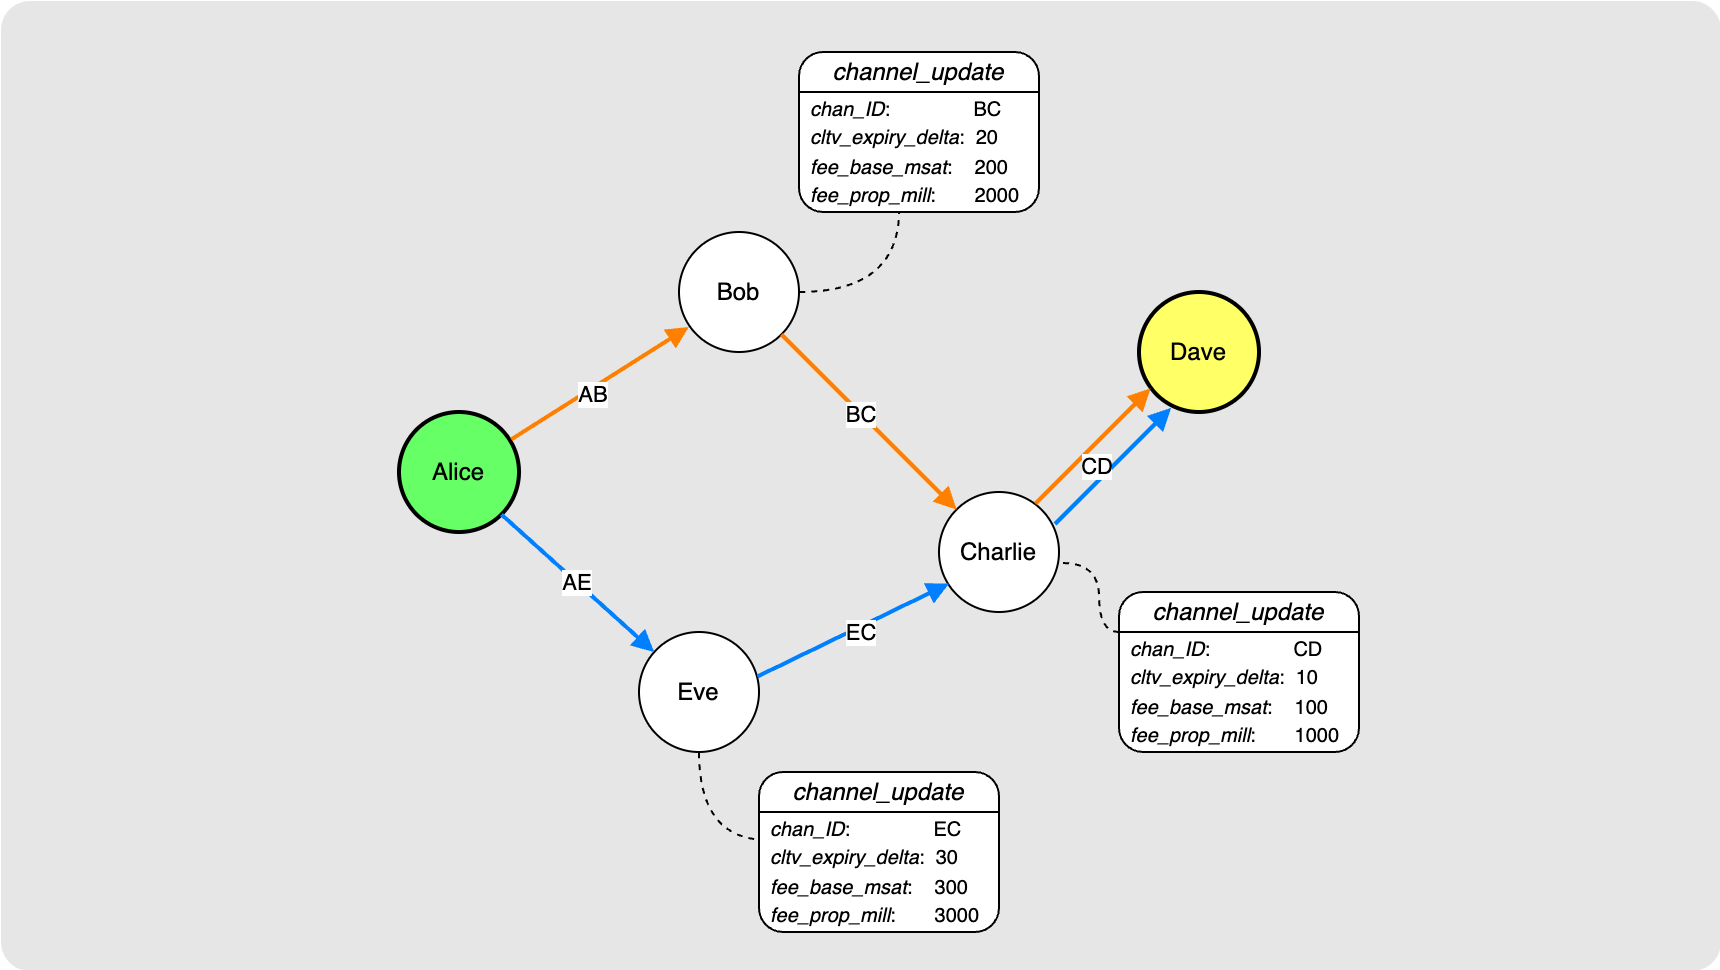 channel_update
chan_ID: BC
cltv_expiry_delta: 20
fee_base_msat: 200
fee_prop_mill: 2000
Bob
Dave
AB
BC
CD
Alice
Charlie
AE
EC
channel_update
chan_ID: CD
cltv_expiry_delta: 10
fee_base_msat: 100
fee_prop_mill: 1000
Eve
channel_update
chan_ID: EC
cltv_expiry_delta: 30
fee_base_msat: 300
fee_prop_mill: 3000